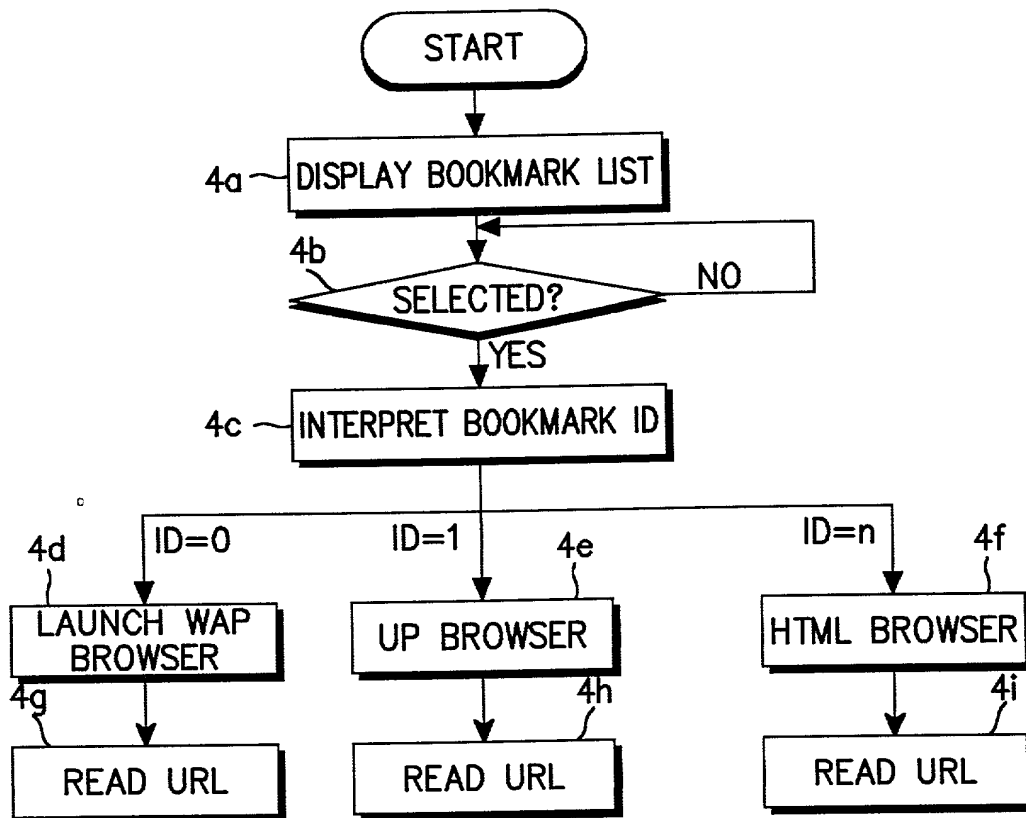 START
4a
DISPLAY BOOKMARK LIST
4b
SELECTED?
NO
YES
4c
INTERPRET BOOKMARK ID
ID=0
ID=1
ID=n
4d
4e
4f
LAUNCH WAP
BROWSER
UP BROWSER
HTML BROWSER
4g
4h
4i
READ URL
READ URL
READ URL